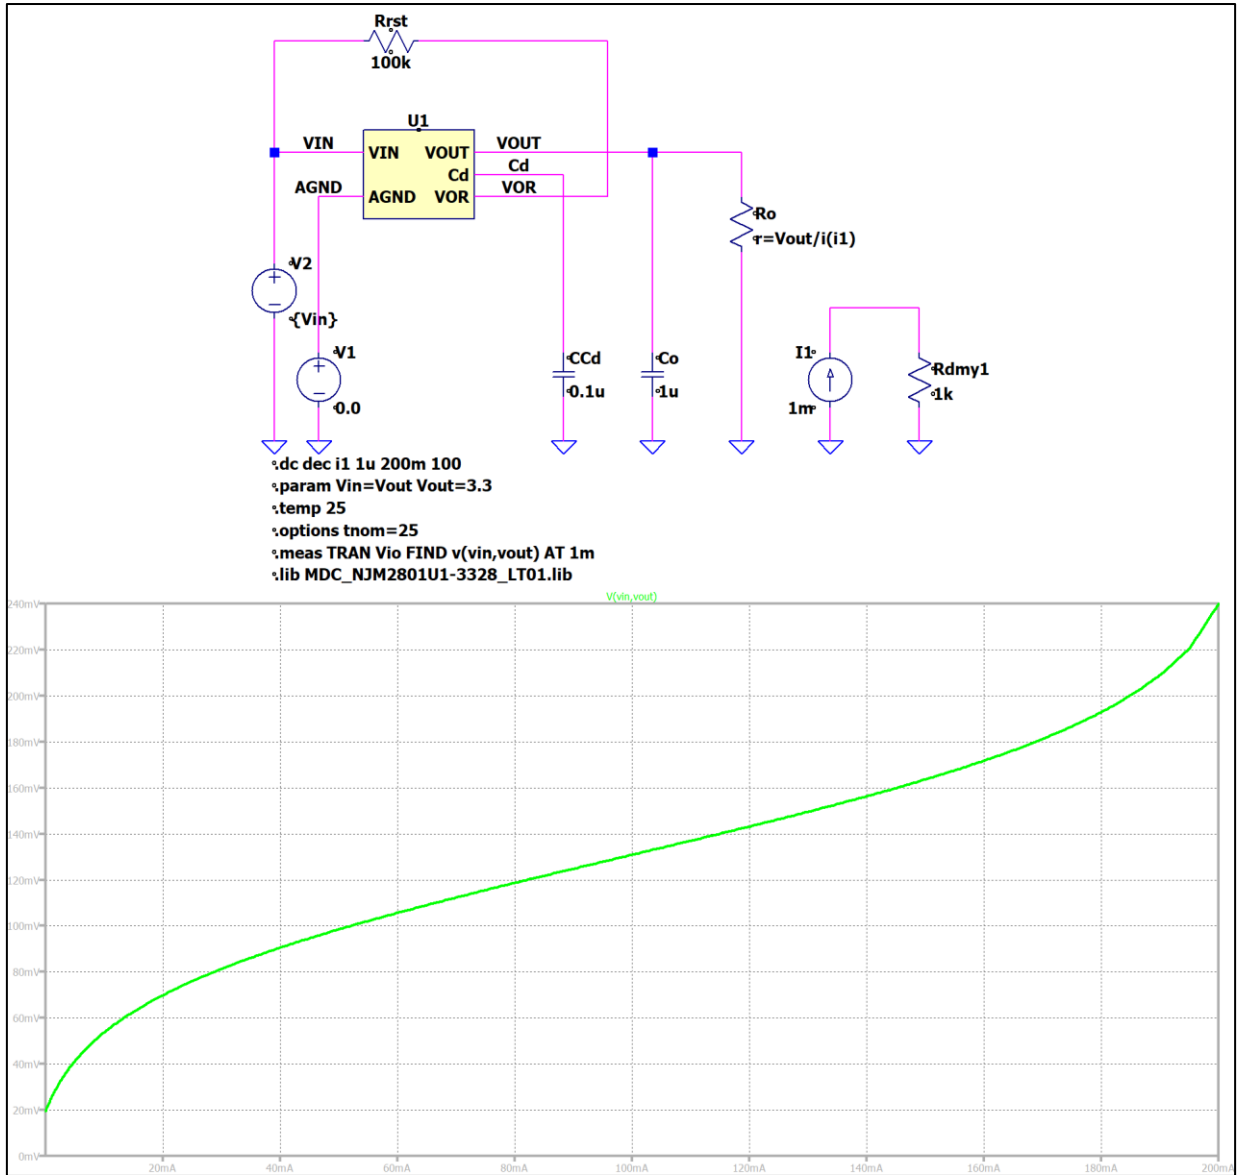 Rrst
100k
U1
VIN
VOUT
VIN
VOUT
Cd
Cd
AGND
VOR
AGND
VOR
Ro
r=Vout/i(i1)
V2
{Vin}
V1
0.0
CCd
0.1u
Co
1u
I1
1m
Rdmy1
1k
.dc dec i1 1u 200m 100
.param Vin=Vout Vout=3.3
.temp 25
.options tnom=25
.meas TRAN Vio FIND v(vin,vout) AT 1m
.lib MDC_NJM2801U1-3328_LT01.lib
V(vin,vout)
240mV
220mV
200mV
180mV
160mV
140mV
120mV
100mV
80mV
60mV
40mV
20mV
0mV
20mA
40mA
60mA
80mA
100mA
120mA
140mA
160mA
180mA
200mA